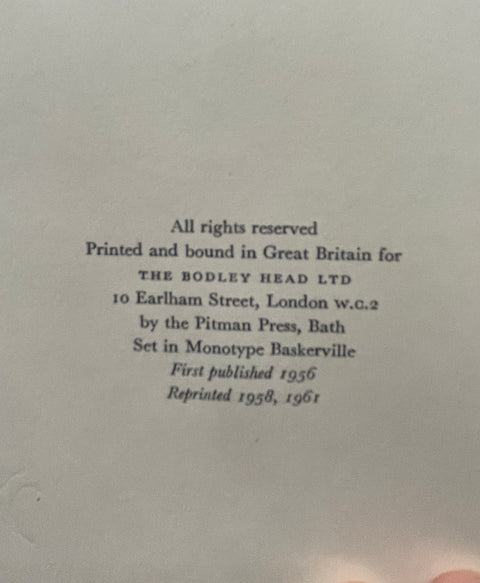 All rights reserved
Printed and bound in Great Britain for
THE BODLEY HEAD LTD
10 Earlham Street, London W.C.2
by the Pitman Press, Bath
Set in Monotype Baskerville
First published 1956
Reprinted 1958, 1961